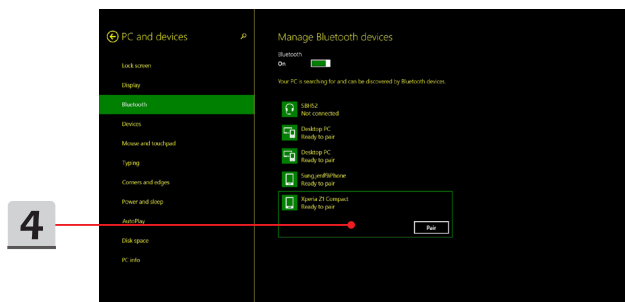 PC and devices
Lock screen
Display
Bluetooth
Devices
Mouse and touchpad
Typing
Corners and edges
Power and sleep
AutoPlay
Disk space
PC info
Manage Bluetooth devices
Bluetooth
On
Your PC is searching for and can be discovered by Bluetooth devices.
SBH52
Not connected
Desktop PC
Ready to pair
Desktop PC
Ready to pair
Ready to pair
Xperia Z1 Compact
Ready to pair
Pair
4